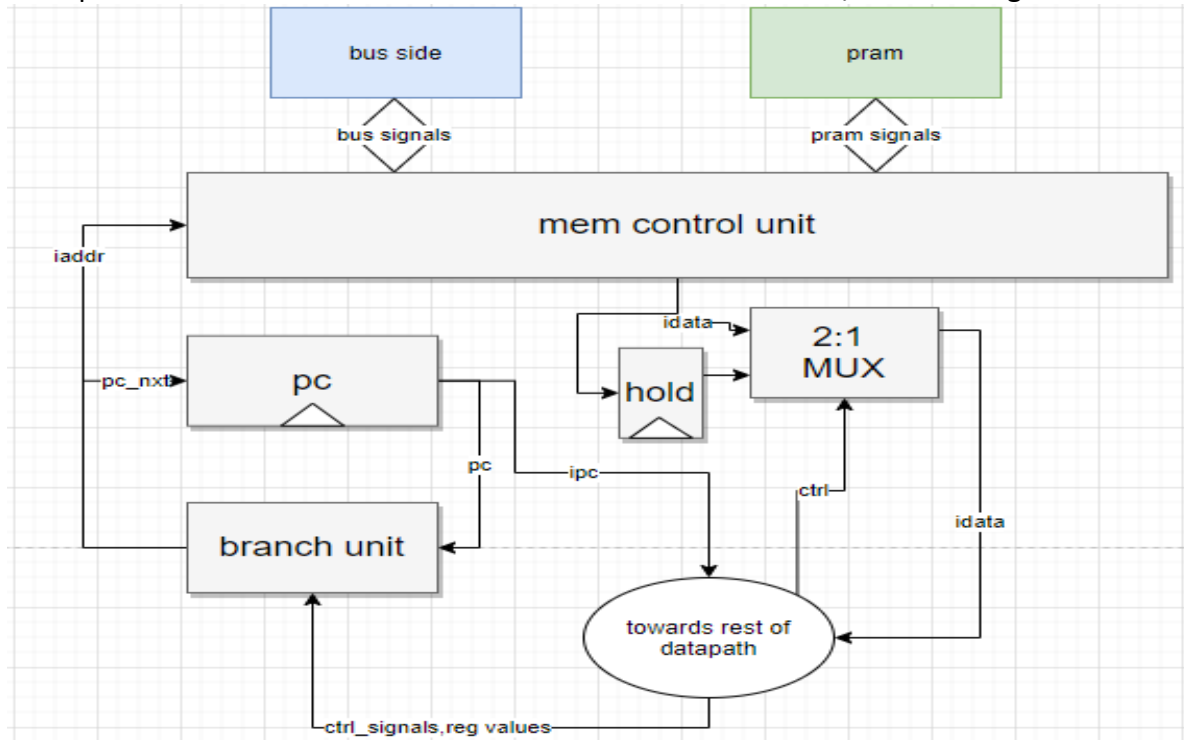 bus side
pram
bus signals
pram signals
mem control unit
iaddr
idata
2:1
MUX
pc_nxt
pc
hold
pc
ipc
ctrl
idata
branch unit
towards rest of
datapath
ctrl_signals,reg values